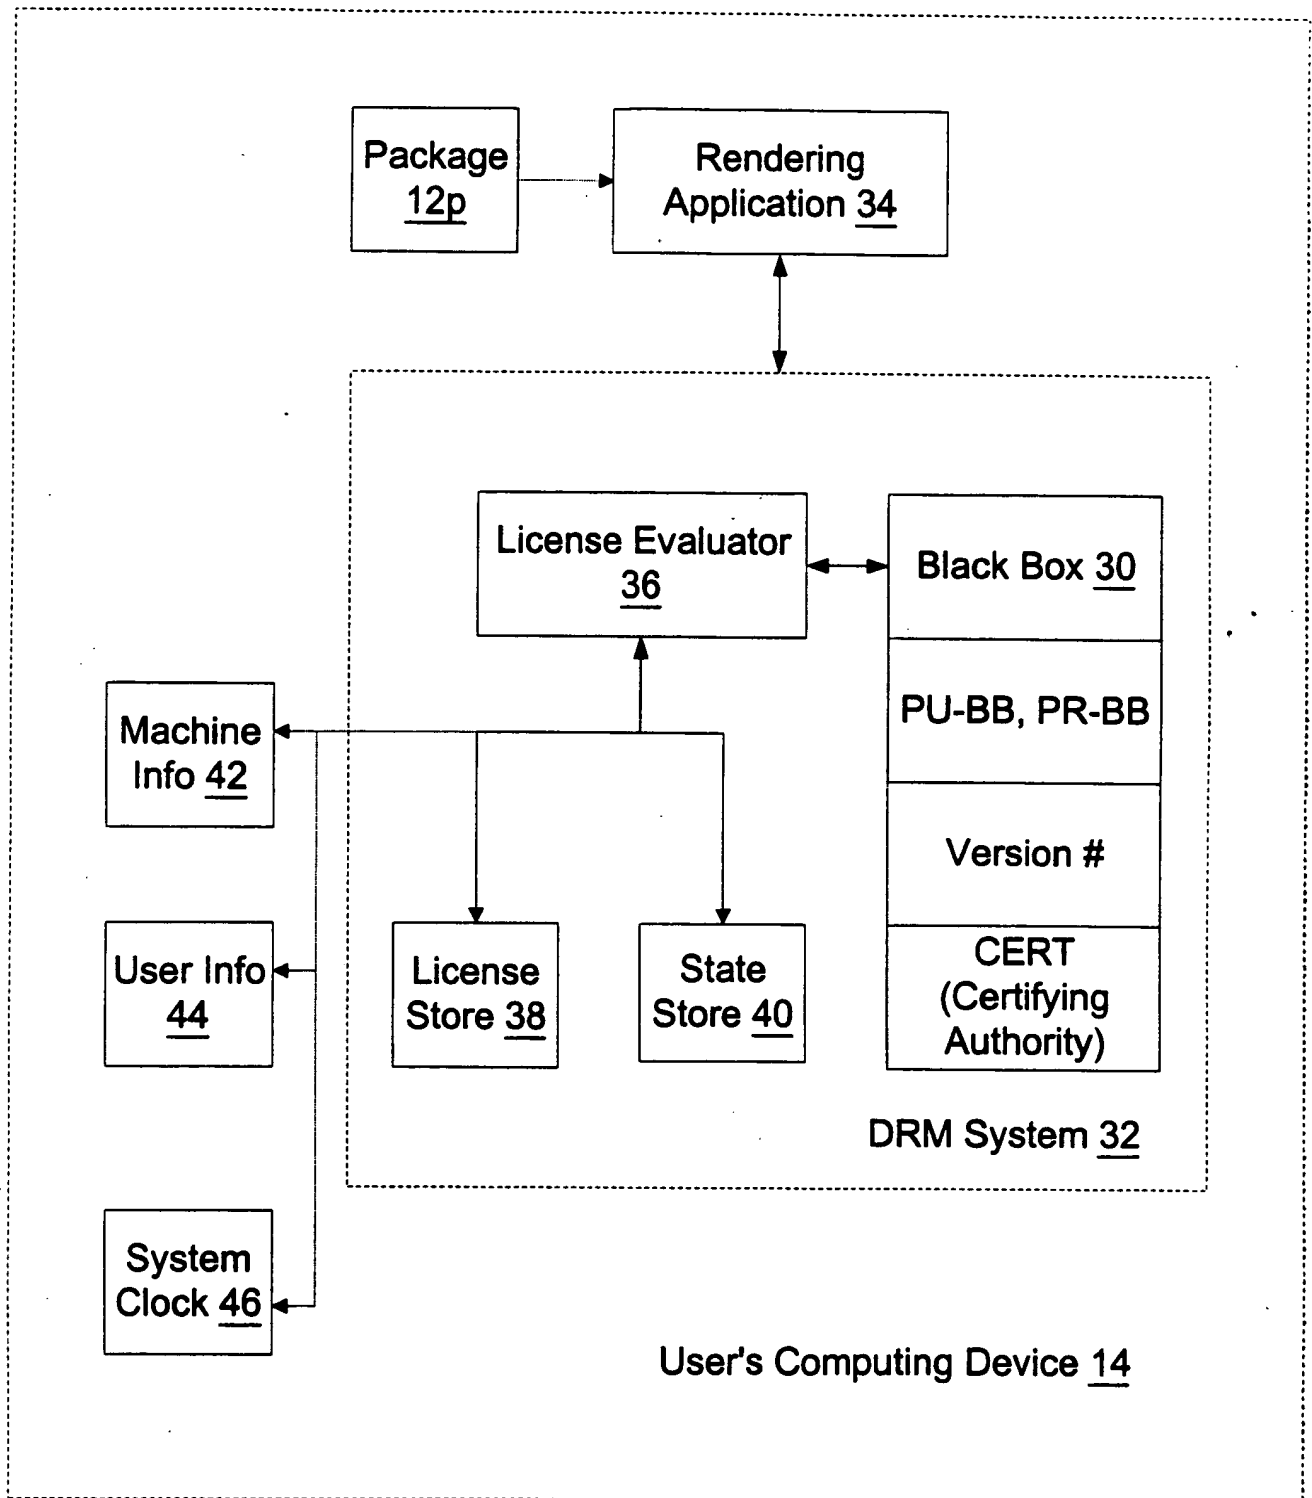 Package
12p
Rendering
Application 34
License Evaluator
36
Black Box 30
PU-BB, PR-BB
Machine
Info 42
Version #
User Info
44
License
Store 38
State
Store 40
CERT
(Certifying
Authority)
DRM System 32
System
Clock 46
User's Computing Device 14